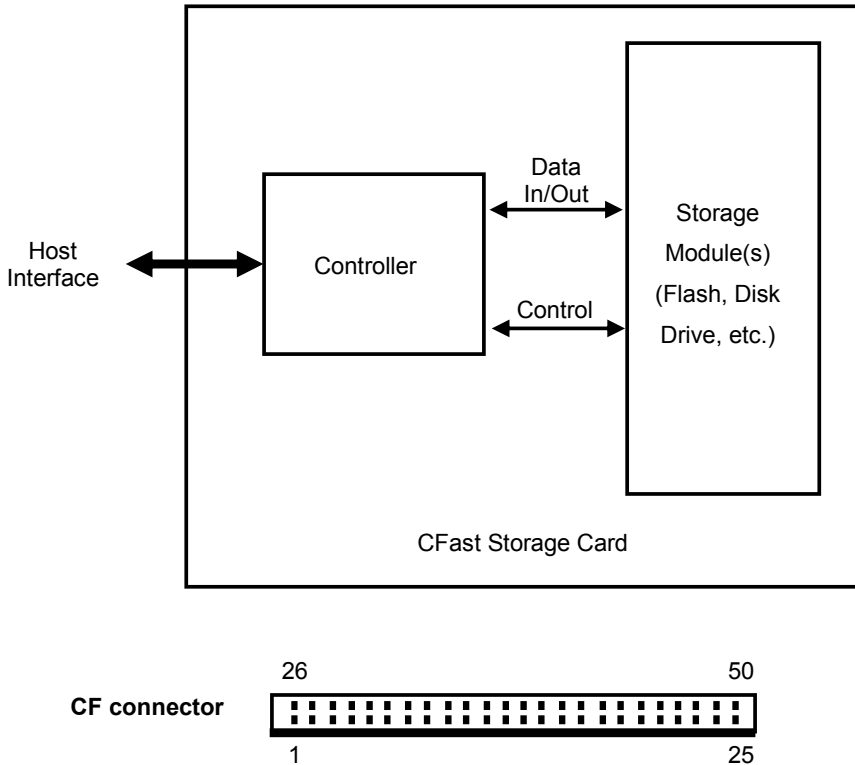 Data
In/Out
Storage
Module(s)
(Flash, Disk
Drive, etc.)
Host
Interface
Controller
Control
CFast Storage Card
26
50
CF connector
1
25